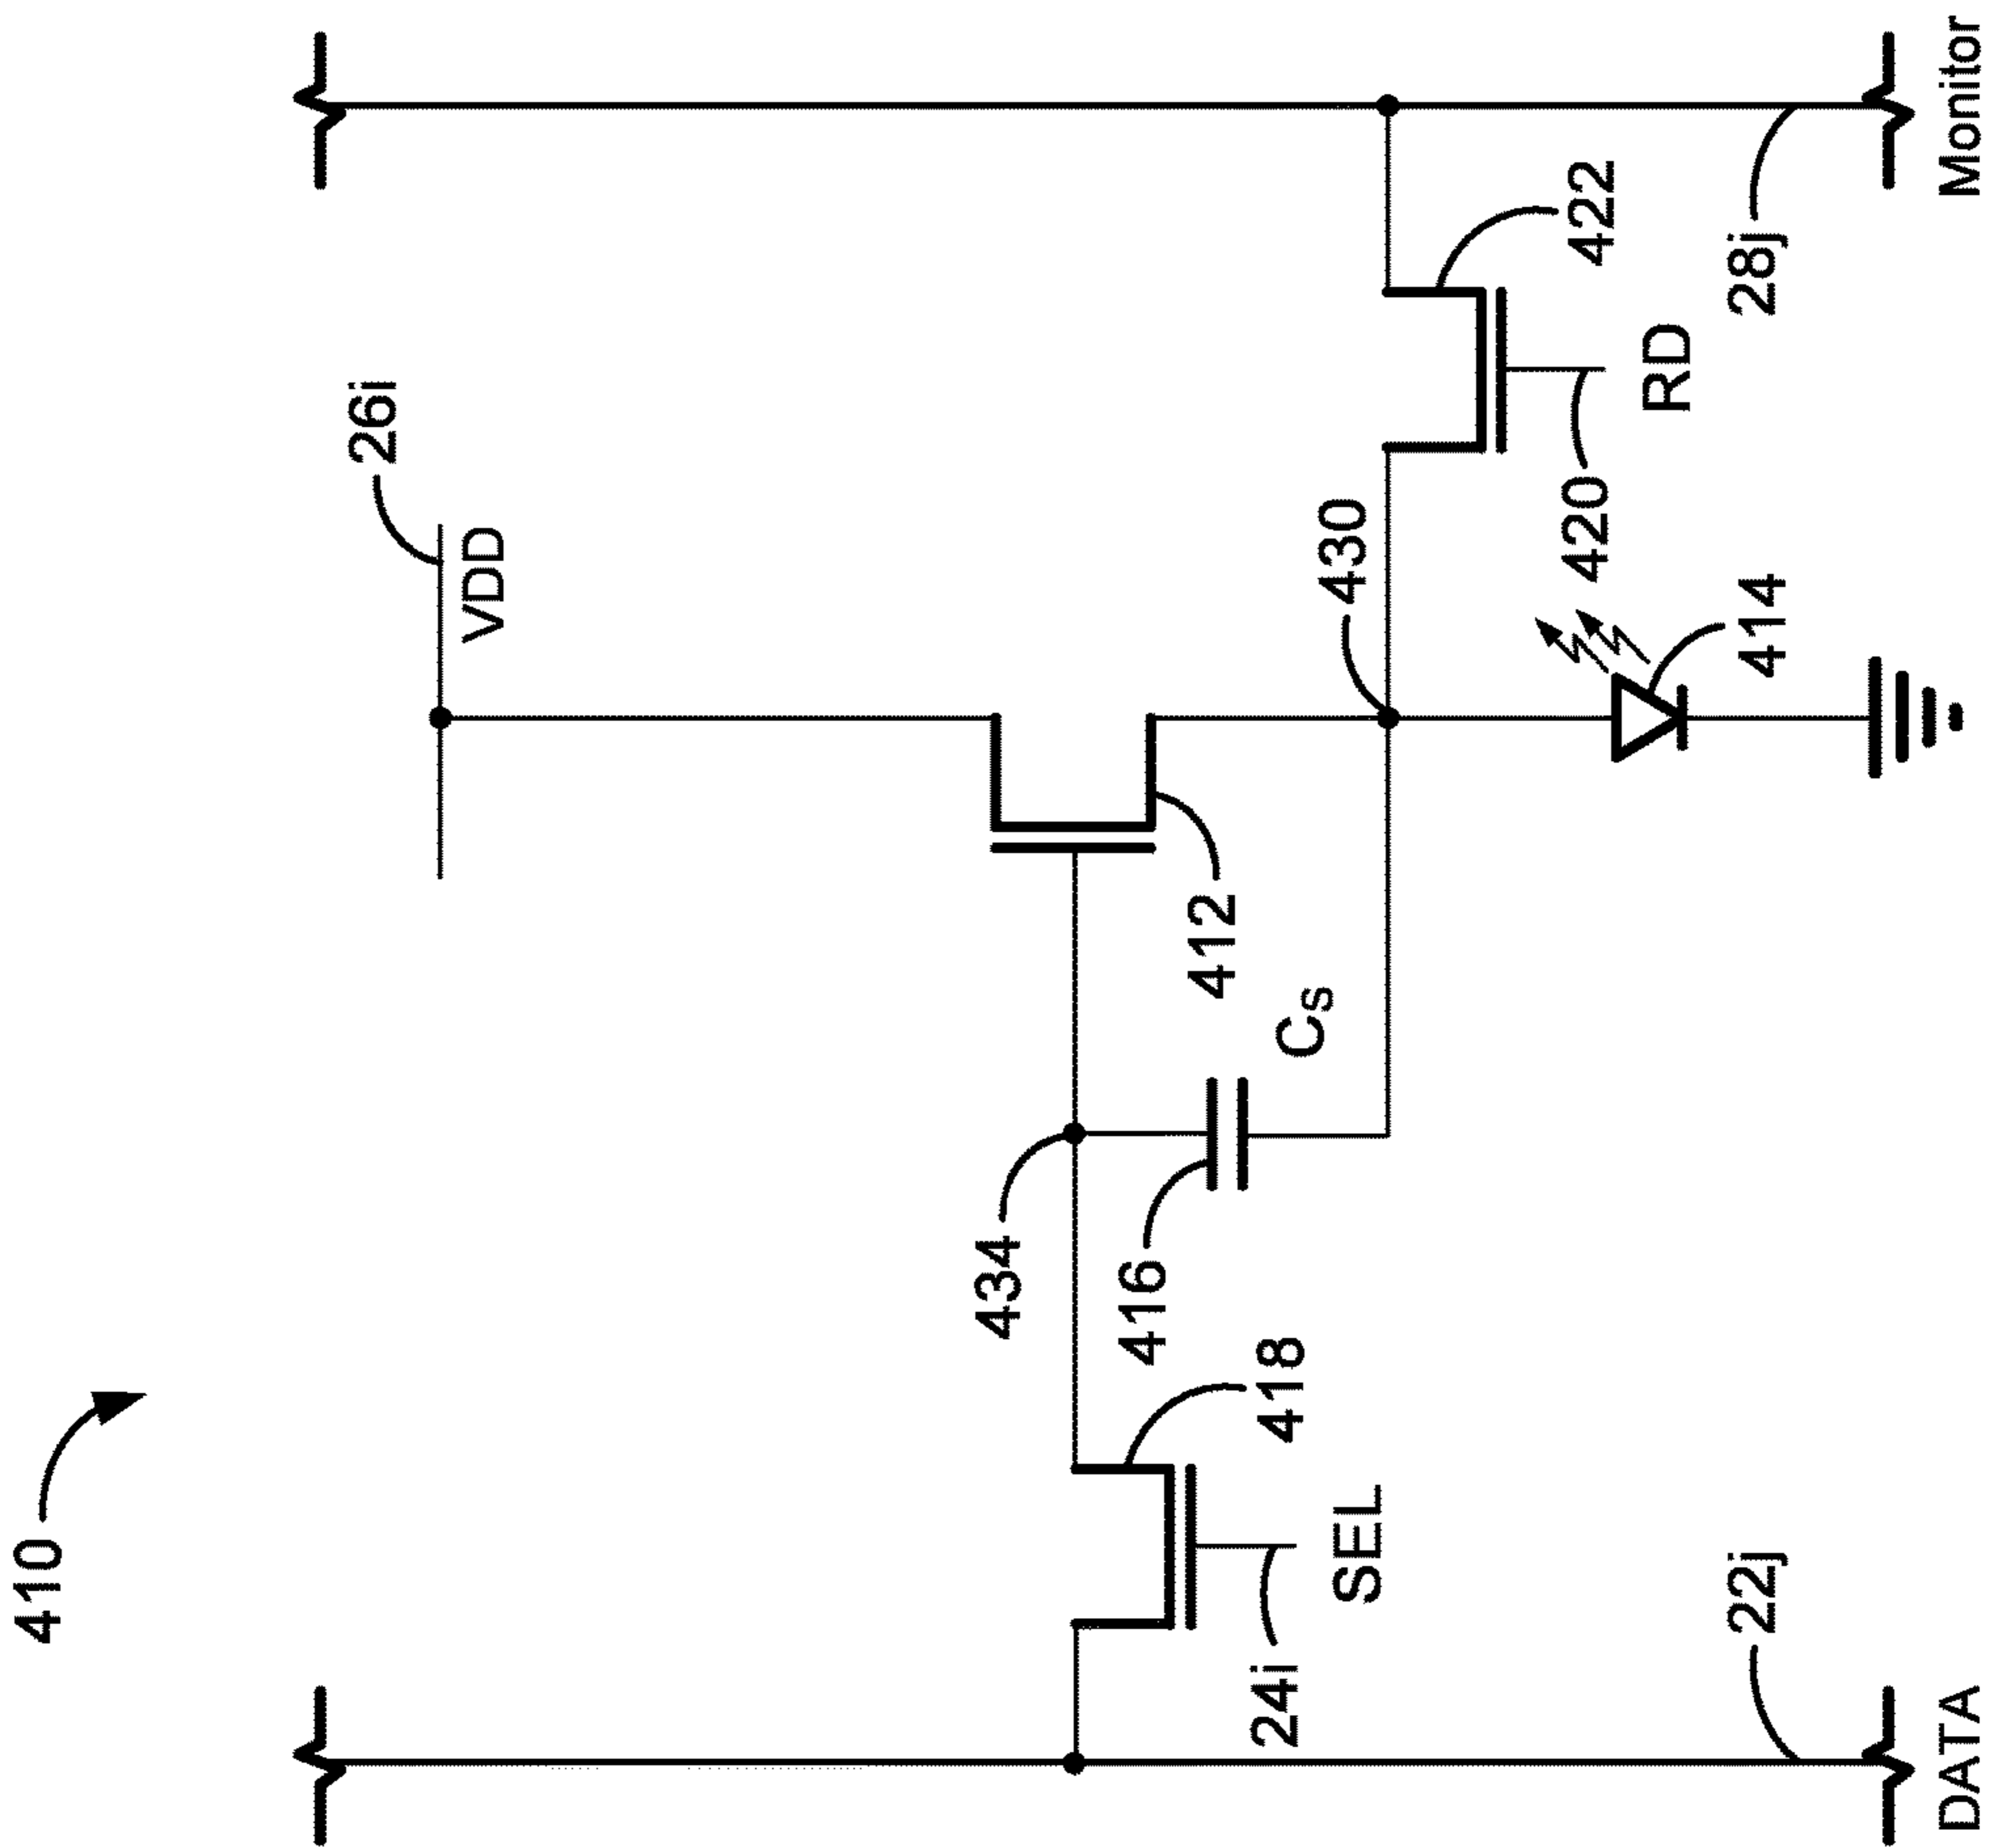 410
26i
VDD
434
412
416
Cs
418
430
422
24i
SEL
420
RD
414
22j
28j
DATA
Monitor